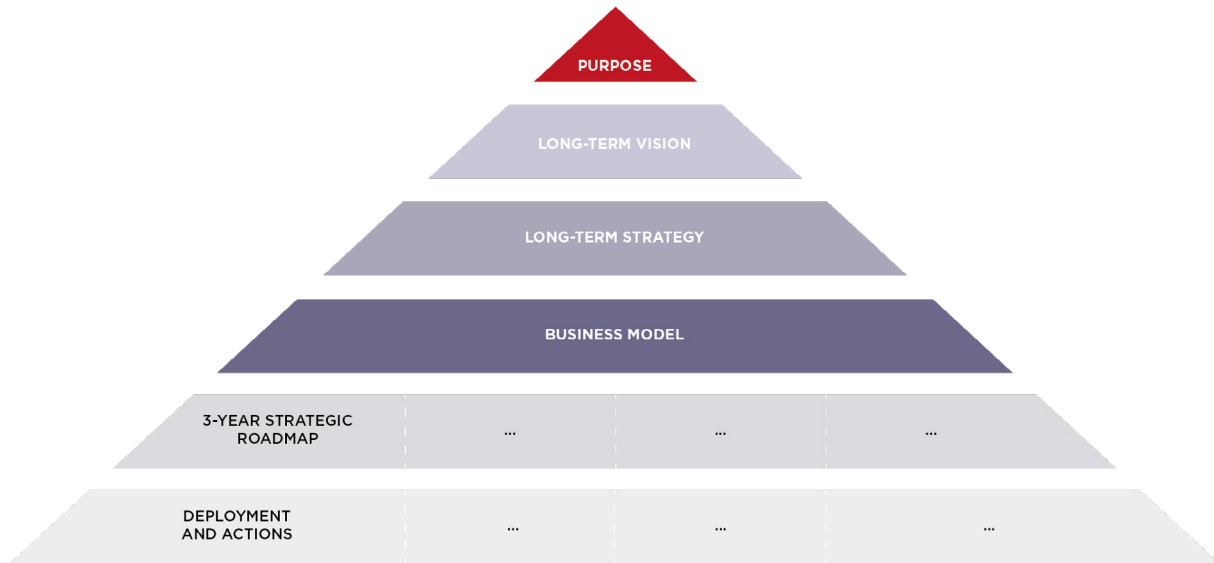 PURPOSE
LONG-TERM VISION
LONG-TERM STRATEGY
BUSINESS MODEL
3-YEAR STRATEGIC
ROADMAP
...
...
...
DEPLOYMENT
AND ACTIONS
...
...
...